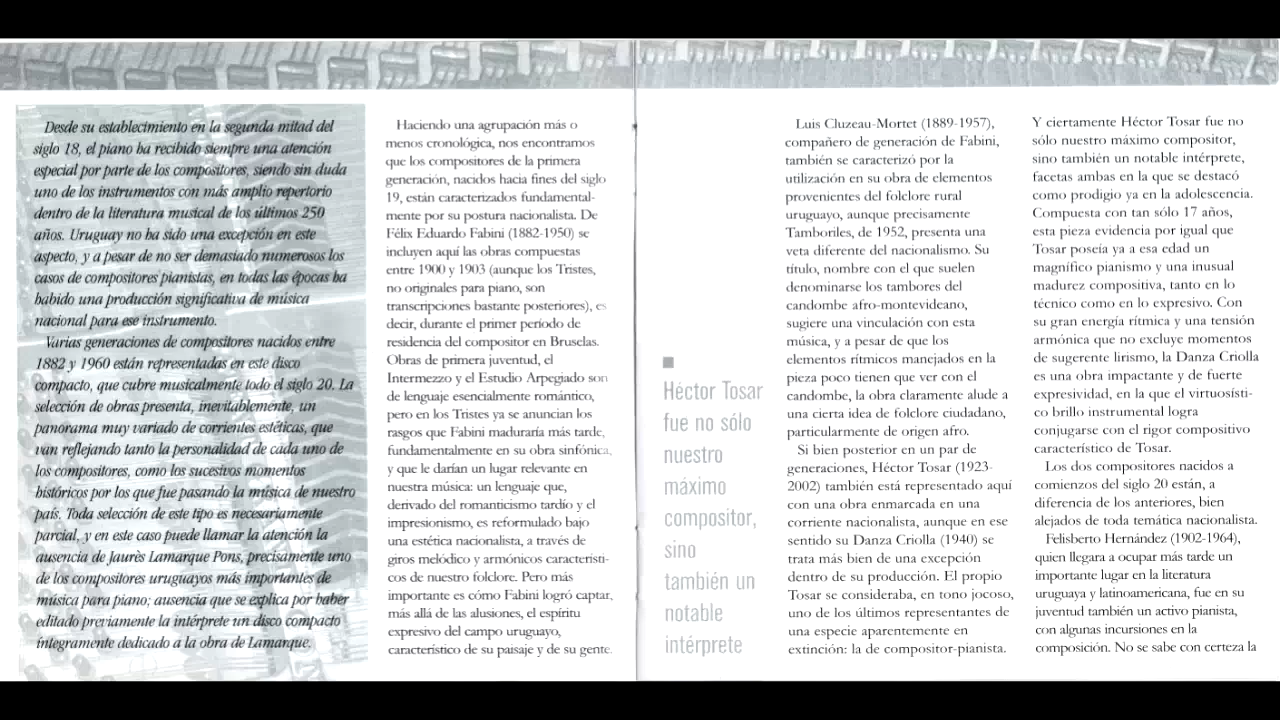 Desde su establecimiento en la segunda mitad del
siglo 18, el piano ha recibido siempre una atención
especial por parte de los compositores, siendo sin duda
uno de los instrumentos con más amplio repertorio
dentro de la literatura musical de los últimos 250
años. Uruguay no ha sido una excepción en este
aspecto, y a pesar de no ser demasiado numerosos los
casos de compositores pianistas, en todas las épocas ha
habido una producción significativa de música
nacional para ese instrumento.
Varias generaciones de compositores nacidos entre
1882 y 1960 están representadas en este disco
compacto, que cubre musicalmente todo el siglo 20. La
selección de obras presenta, inevitablemente, un
panorama muy variado de corrientes estéticas, que
van reflejando tanto la personalidad de cada uno de
los compositores, como los sucesivos momentos
históricos por los que fue pasando la música de nuestro
país. Toda selección de este tipo es necesariamente
parcial, y en este caso puede llamar la atención la
ausencia de Jaurès Lamarque Pons, precisamente uno
de los compositores uruguayos más importantes de
música para piano; ausencia que se explica por haber
editado previamente la intérprete un disco compacto
íntegramente dedicado a la obra de Lamarque.
Haciendo una agrupación más o
menos cronológica, nos encontramos
que los compositores de la primera
generación, nacidos hacia fines del siglo
19, están caracterizados fundamental-
mente por su postura nacionalista. De
Félix Eduardo Fabini (1882-1950) se
incluyen aquí las obras compuestas
entre 1900 y 1903 (aunque los Tristes,
no originales para piano, son
transcripciones bastante posteriores), es
decir, durante el primer período de
residencia del compositor en Bruselas.
Obras de primera juventud, el
Intermezzo y el Estudio Arpegiado son
de lenguaje esencialmente romántico,
pero en los Tristes ya se anuncian los
rasgos que Fabini maduraría más tarde,
fundamentalmente en su obra sinfónica,
y que le darían un lugar relevante en
nuestra música: un lenguaje que,
derivado del romanticismo tardío y el
impresionismo, es reformulado bajo
una estética nacionalista, a través de
giros melódico y armónicos característi-
cos de nuestro folclore. Pero más
importante es cómo Fabini logró captar,
más allá de las alusiones, el espíritu
expresivo del campo uruguayo,
característico de su paisaje y de su gente.
Héctor Tosar
fue no sólo
nuestro
máximo
compositor,
sino
también un
notable
intérprete
Luis Cluzeau-Mortet (1889-1957),
compañero de generación de Fabini,
también se caracterizó por la
utilización en su obra de elementos
provenientes del folclore rural
uruguayo, aunque precisamente
Tamboriles, de 1952, presenta una
veta diferente del nacionalismo. Su
título, nombre con el que suelen
denominarse los tambores del
candombe afro-montevideano,
sugiere una vinculación con esta
música, y a pesar de que los
elementos rítmicos manejados en la
pieza poco tienen que ver con el
candombe, la obra claramente alude a
una cierta idea de folclore ciudadano,
particularmente de origen afro.
Si bien posterior en un par de
generaciones, Héctor Tosar (1923-
2002) también está representado aquí
con una obra enmarcada en una
corriente nacionalista, aunque en ese
sentido su Danza Criolla (1940) se
trata más bien de una excepción
dentro de su producción. El propio
Tosar se consideraba, en tono jocoso,
uno de los últimos representantes de
una especie aparentemente en
extinción: la de compositor-pianista.
Y ciertamente Héctor Tosar fue no
sólo nuestro máximo compositor,
sino también un notable intérprete,
facetas ambas en la que se destacó
como prodigio ya en la adolescencia.
Compuesta con tan sólo 17 años,
esta pieza evidencia por igual que
Tosar poseía ya a esa edad un
magnífico pianismo y una inusual
madurez compositiva, tanto en lo
técnico como en lo expresivo. Con
su gran energía rítmica y una tensión
armónica que no excluye momentos
de sugerente lirismo, la Danza Criolla
es una obra impactante y de fuerte
expresividad, en la que el virtuosísti-
co brillo instrumental logra
conjugarse con el rigor compositivo
característico de Tosar.
Los dos compositores nacidos a
comienzos del siglo 20 están, a
diferencia de los anteriores, bien
alejados de toda temática nacionalista.
Felisberto Hernández (1902-1964),
quien llegara a ocupar más tarde un
importante lugar en la literatura
uruguaya y latinoamericana, fue en su
juventud también un activo pianista,
con algunas incursiones en la
composición. No se sabe con certeza la